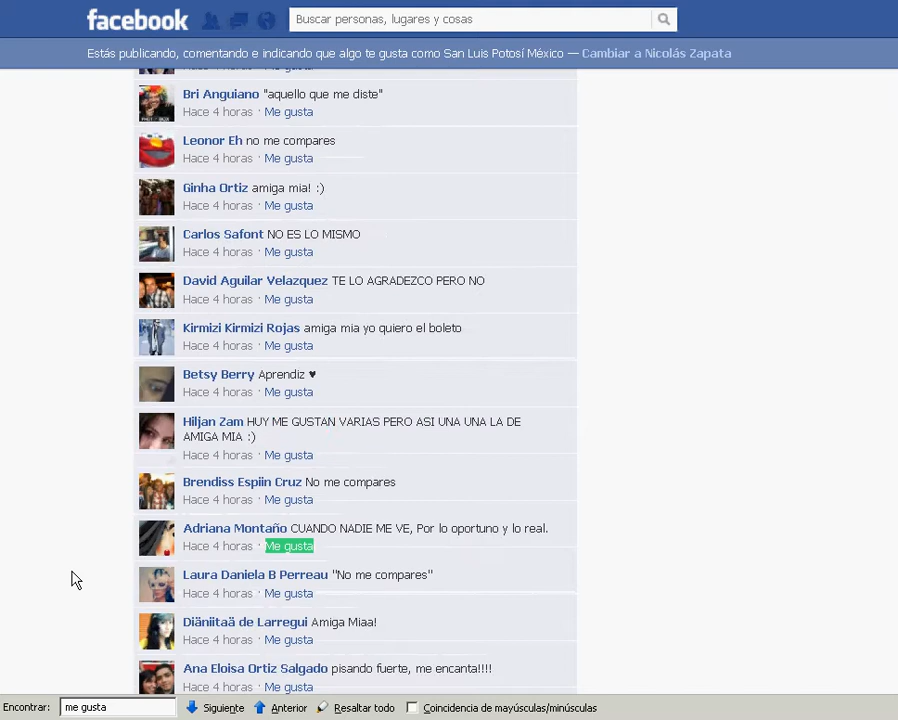 facebook
Buscar personas, lugares y cosas
Estás publicando, comentando e indicando que algo te gusta como San Luis Potosí México — Cambiar a Nicolás Zapata
Bri Anguiano "aquello que me diste"
Hace 4 horas · Me gusta
Leonor Eh no me compares
Hace 4 horas · Me gusta
Ginha Ortiz amiga mia! :)
Hace 4 horas · Me gusta
Carlos Safont NO ES LO MISMO
Hace 4 horas · Me gusta
David Aguilar Velazquez TE LO AGRADEZCO PERO NO
Hace 4 horas · Me gusta
Kirmizi Kirmizi Rojas amiga mia yo quiero el boleto
Hace 4 horas · Me gusta
Betsy Berry Aprendiz ♥
Hace 4 horas · Me gusta
Hiljan Zam HUY ME GUSTAN VARIAS PERO ASI UNA UNA LA DE
AMIGA MIA :)
Hace 4 horas · Me gusta
Brendiss Espiin Cruz No me compares
Hace 4 horas · Me gusta
Adriana Montaño CUANDO NADIE ME VE, Por lo oportuno y lo real.
Hace 4 horas · Me gusta
Laura Daniela B Perreau "No me compares"
Hace 4 horas · Me gusta
Diäniitaä de Larregui Amiga Miaa!
Hace 4 horas · Me gusta
Ana Eloisa Ortiz Salgado pisando fuerte, me encanta!!!!
Hace 4 horas · Me gusta
Encontrar: me gusta Siguiente Anterior Resaltar todo Coincidencia de mayúsculas/minúsculas